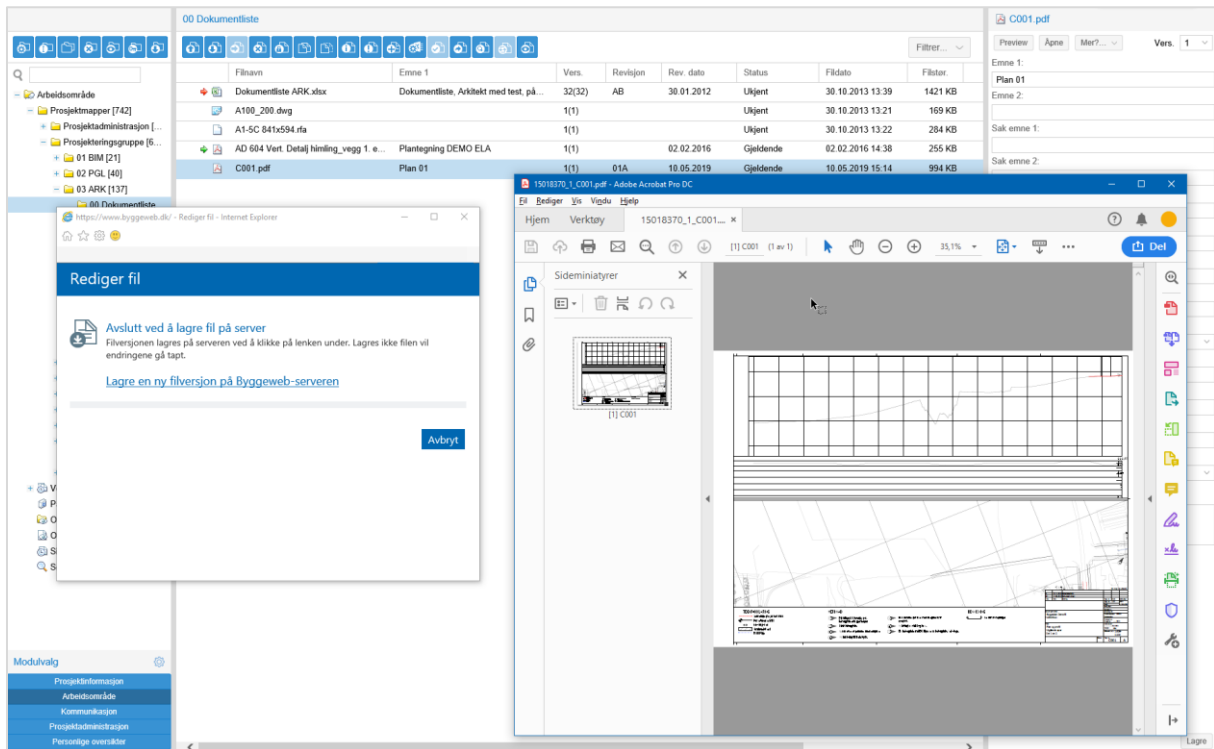 00 Dokumentliste
Filtrer...
Filnavn Emne 1 Vers. Revisjon Rev. dato Status Fildato Filstør.
Dokumentliste ARK.xlsx Dokumentliste, Arkitekt med test, på... 32(32) AB 30.01.2012 Ukjent 30.10.2013 13:39 1421 KB
A100_200.dwg 1(1) Ukjent 30.10.2013 13:21 169 KB
A1-5C 841x594.rfa 1(1) Ukjent 30.10.2013 13:22 284 KB
AD 604 Vert. Detalj himling_vegg 1. e... Plantegning DEMO ELA 1(1) 02.02.2016 Gjeldende 02.02.2016 14:38 255 KB
C001.pdf Plan 01 1(1) 01A 10.05.2019 Gjeldende 10.05.2019 15:14 994 KB
Arbeidsområde
Prosjektmapper [742]
Prosjektadministrasjon [...
Prosjekteringsgruppe [6...
01 BIM [21]
02 PGL [40]
03 ARK [137]
00 Dokumentliste
https://www.byggeweb.dk/ - Rediger fil - Internet Explorer
Rediger fil
Avslutt ved å lagre fil på server
Filversjonen lagres på serveren ved å klikke på lenken under. Lagres ikke filen vil
endringene gå tapt.
Lagre en ny filversjon på Byggeweb-serveren
Avbryt
V
P
O
O
S
S
Modulvalg
Prosjektinformasjon
Arbeidsområde
Kommunikasjon
Prosjektadministrasjon
Personlige oversikter
15018370_1_C001.pdf - Adobe Acrobat Pro DC
Fil Rediger Vis Vindu Hjelp
Hjem Verktøy 15018370_1_C001... ×
[1] C001 (1 av 1) 35,1% Del
Sideminiatyrer
[1] C001
C001.pdf
Preview Åpne Mer?... Vers. 1
Emne 1:
Plan 01
Emne 2:
Sak emne 1:
Sak emne 2:
Lagre